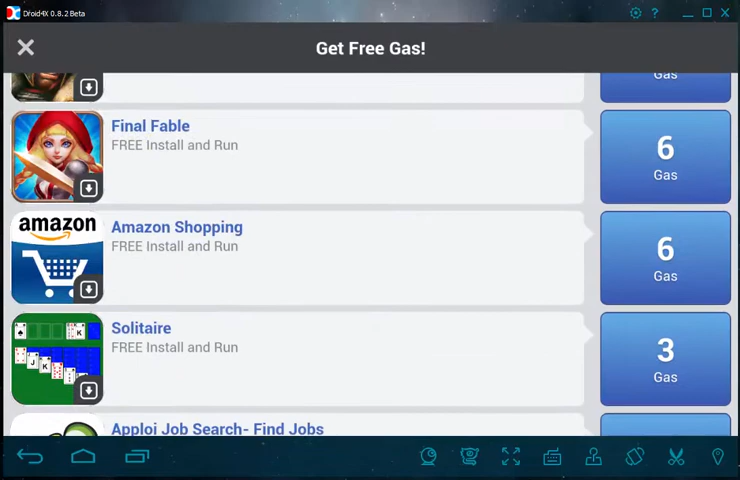 Droid4X 0.8.2 Beta
Get Free Gas!
Gas
Final Fable
FREE Install and Run
6
Gas
amazon
Amazon Shopping
FREE Install and Run
6
Gas
Solitaire
FREE Install and Run
3
Gas
Apploi Job Search- Find Jobs